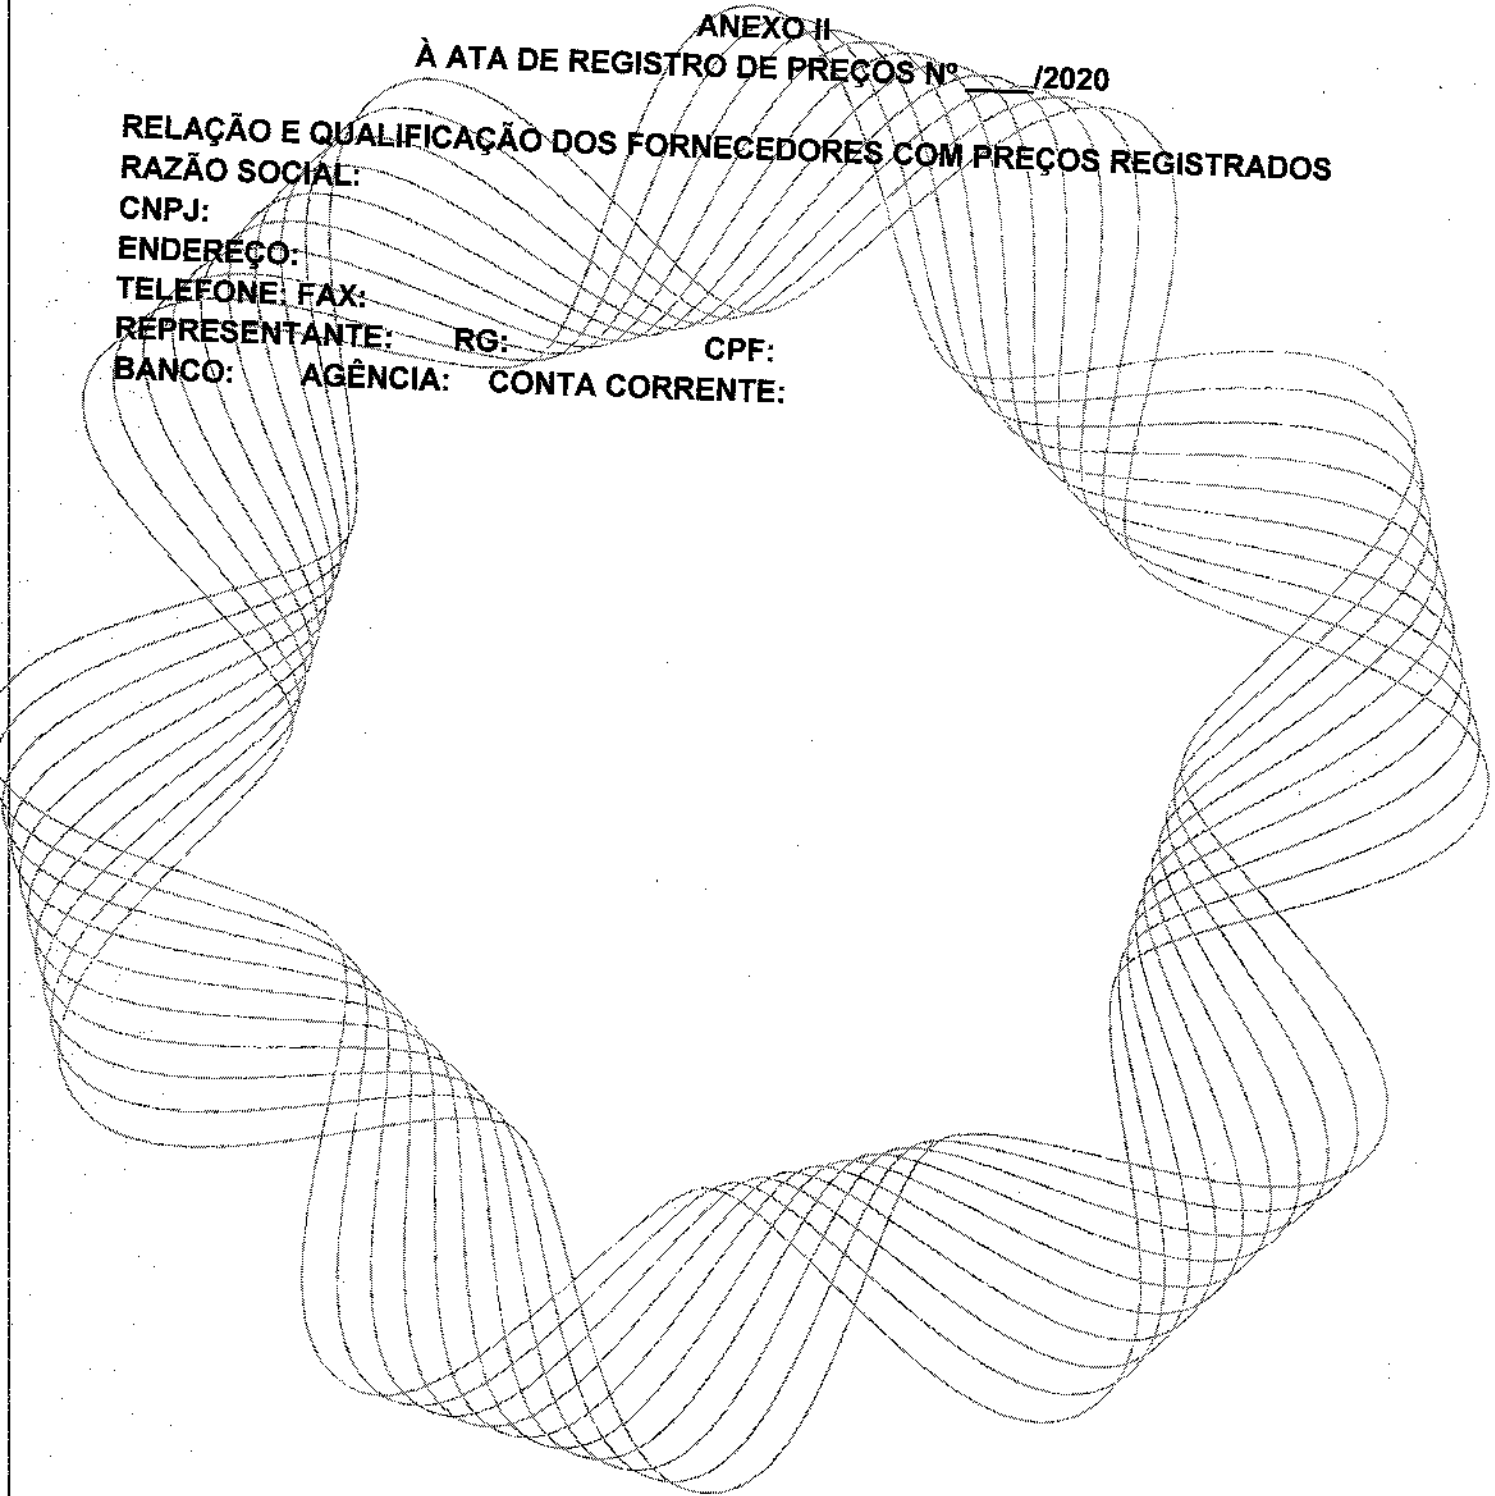 ANEXO II
À ATA DE REGISTRO DE PREÇOS Nº ____/2020
RELAÇÃO E QUALIFICAÇÃO DOS FORNECEDORES COM PREÇOS REGISTRADOS
RAZÃO SOCIAL:
CNPJ:
ENDEREÇO:
TELEFONE: FAX:
REPRESENTANTE: RG: CPF:
BANCO: AGÊNCIA: CONTA CORRENTE: